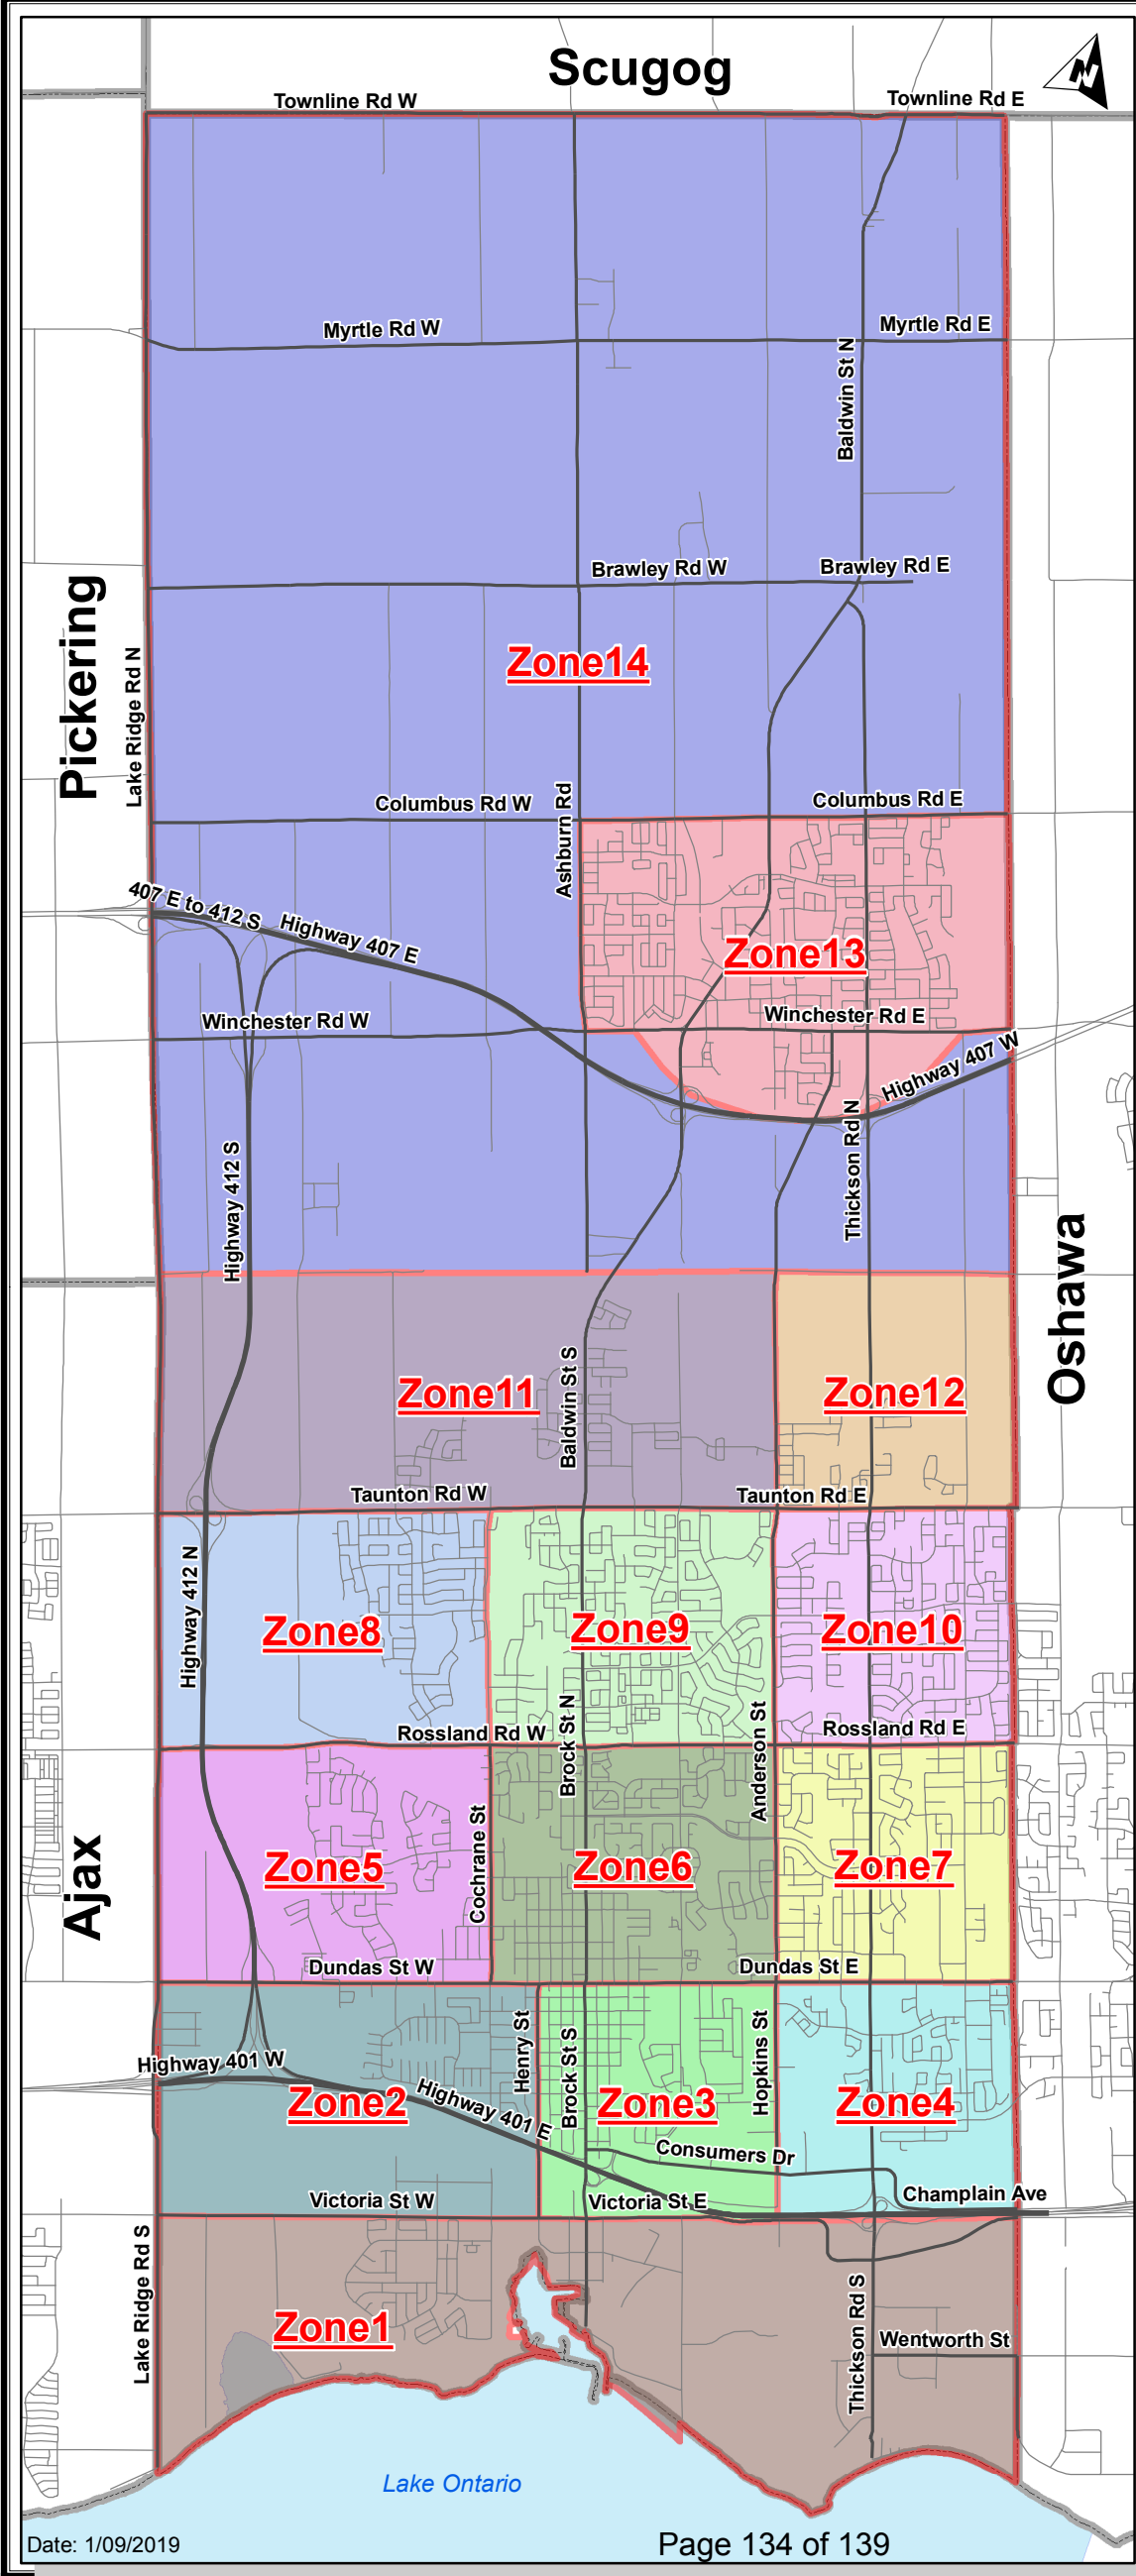 Scugog
N
Townline Rd W
Townline Rd E
Myrtle Rd W
Myrtle Rd E
Baldwin St N
Brawley Rd W
Brawley Rd E
Pickering
Lake Ridge Rd N
Zone14
Columbus Rd W
Ashburn Rd
Columbus Rd E
407 E to 412 S
Highway 407 E
Zone13
Winchester Rd W
Winchester Rd E
Highway 407 W
Highway 412 S
Thickson Rd N
Oshawa
Zone11
Baldwin St S
Zone12
Taunton Rd W
Taunton Rd E
Highway 412 N
Zone8
Zone9
Zone10
Rossland Rd W
Brock St N
Anderson St
Rossland Rd E
Ajax
Zone5
Cochrane St
Zone6
Zone7
Dundas St W
Dundas St E
Highway 401 W
Zone2
Highway 401 E
Henry St
Brock St S
Zone3
Hopkins St
Zone4
Consumers Dr
Victoria St W
Victoria St E
Champlain Ave
Lake Ridge Rd S
Zone1
Thickson Rd S
Wentworth St
Lake Ontario
Date: 1/09/2019
Page 134 of 139